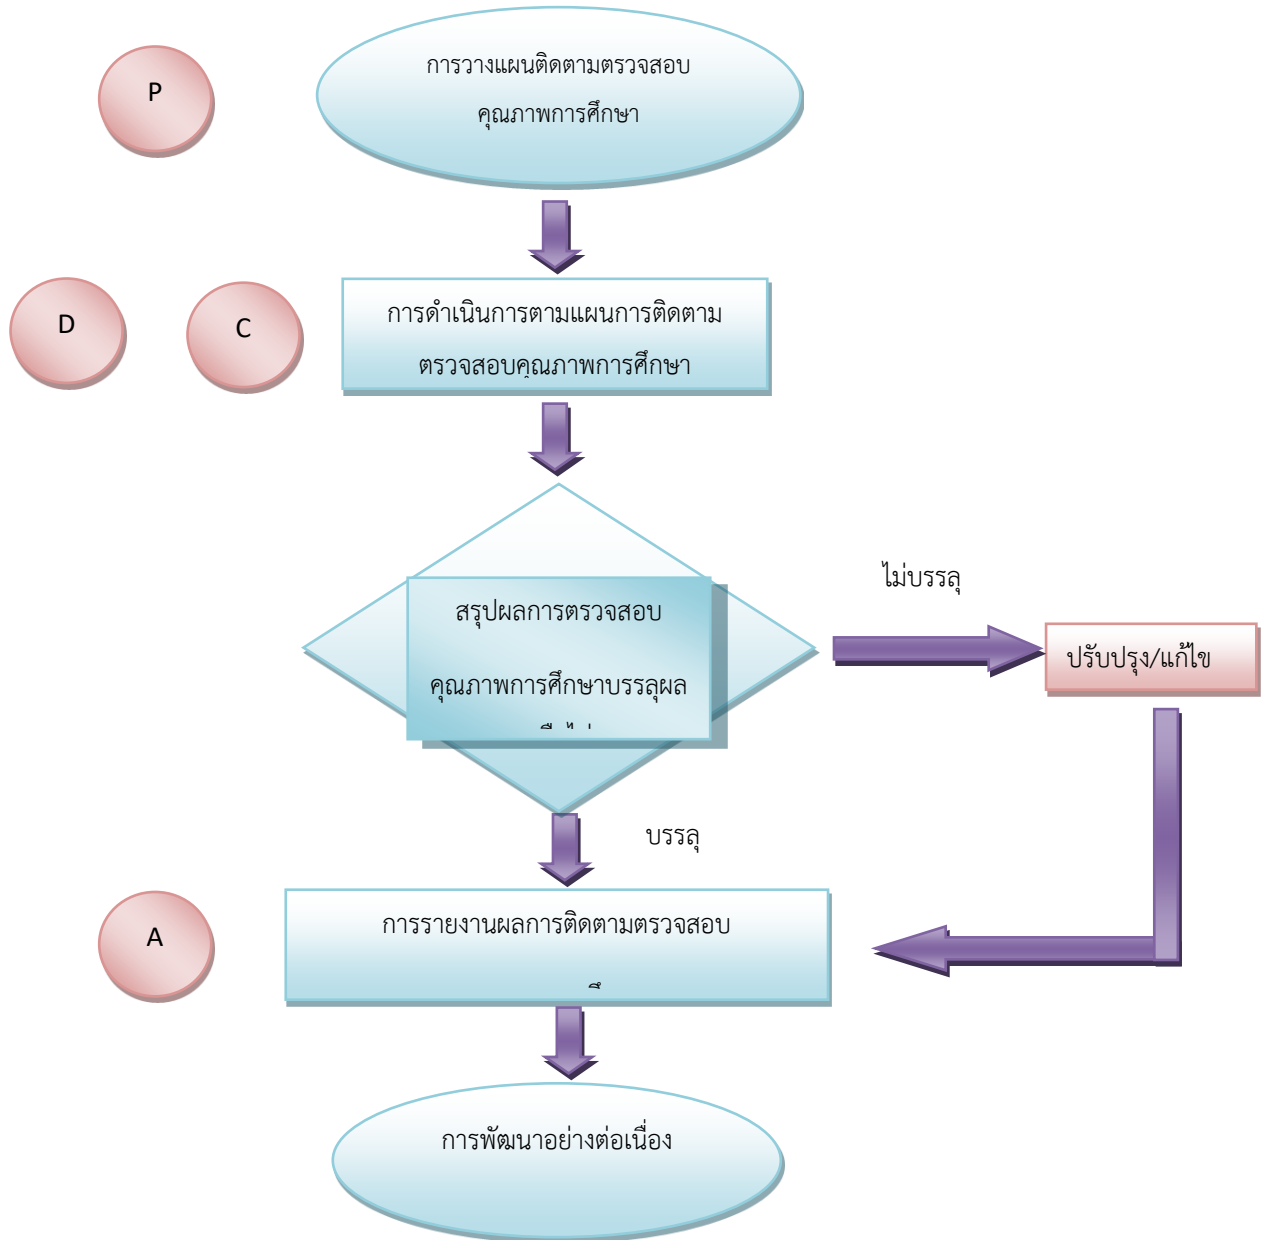 P
การวางแผนติดตามตรวจสอบ
คุณภาพการศึกษา
D
C
การดำเนินการตามแผนการติดตาม
ตรวจสอบคุณภาพการศึกษา
สรุปผลการตรวจสอบ
คุณภาพการศึกษาบรรลุผล
ไม่บรรลุ
ปรับปรุง/แก้ไข
บรรลุ
A
การรายงานผลการติดตามตรวจสอบ
การพัฒนาอย่างต่อเนื่อง